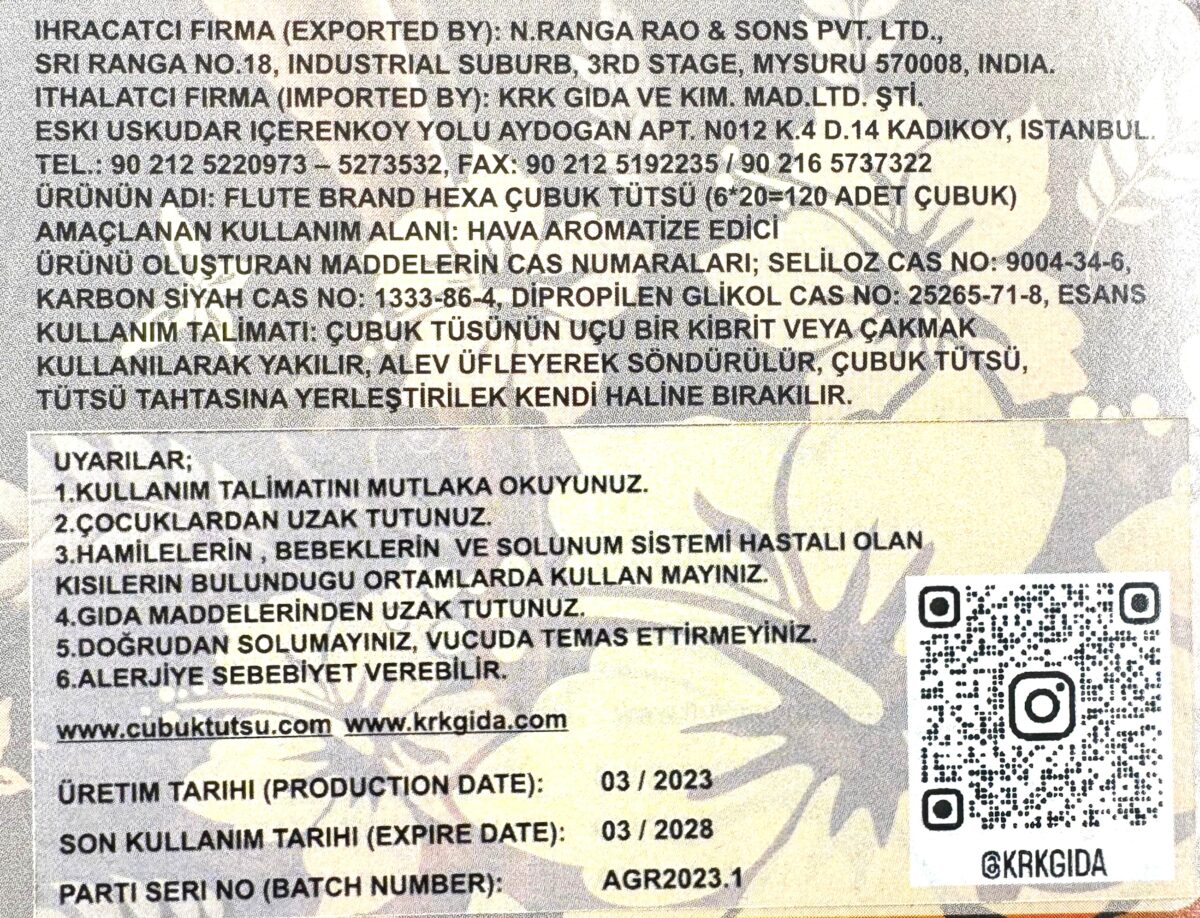 IHRACATCI FIRMA (EXPORTED BY): N.RANGA RAO & SONS PVT. LTD.,
SRI RANGA NO.18, INDUSTRIAL SUBURB, 3RD STAGE, MYSURU 570008, INDIA.
ITHALATCI FIRMA (IMPORTED BY): KRK GIDA VE KIM. MAD.LTD. ŞTİ.
ESKI USKUDAR IÇERENKOY YOLU AYDOGAN APT. N012 K.4 D.14 KADIKOY, ISTANBUL.
TEL.: 90 212 5220973 – 5273532, FAX: 90 212 5192235 / 90 216 5737322
ÜRÜNÜN ADI: FLUTE BRAND HEXA ÇUBUK TÜTSÜ (6*20=120 ADET ÇUBUK)
AMAÇLANAN KULLANIM ALANI: HAVA AROMATIZE EDICI
ÜRÜNÜ OLUŞTURAN MADDELERİN CAS NUMARALARI; SELİLOZ CAS NO: 9004-34-6,
KARBON SİYAH CAS NO: 1333-86-4, DİPROPİLEN GLİKOL CAS NO: 25265-71-8, ESANS
KULLANIM TALİMATI: ÇUBUK TÜSÜNÜN UÇU BİR KİBRİT VEYA ÇAKMAK
KULLANILARAK YAKILIR, ALEV ÜFLEYEREK SÖNDÜRÜLÜR, ÇUBUK TÜTSÜ,
TÜTSÜ TAHTASINA YERLEŞTİRİLEK KENDİ HALİNE BIRAKILIR.
UYARILAR;
1.KULLANIM TALİMATINI MUTLAKA OKUYUNUZ.
2.ÇOCUKLARDAN UZAK TUTUNUZ.
3.HAMİLELERİN , BEBEKLERİN VE SOLUNUM SİSTEMİ HASTALI OLAN
KISILERIN BULUNDUGU ORTAMLARDA KULLAN MAYINIZ.
4.GIDA MADDELERİNDEN UZAK TUTUNUZ.
5.DOĞRUDAN SOLUMAYINIZ, VUCUDA TEMAS ETTİRMEYİNİZ.
6.ALERJİYE SEBEBİYET VEREBİLİR.
www.cubuktutsu.com www.krkgida.com
ÜRETIM TARIHI (PRODUCTION DATE): 03 / 2023
SON KULLANIM TARIHI (EXPIRE DATE): 03 / 2028
PARTI SERI NO (BATCH NUMBER): AGR2023.1
@KRKGIDA